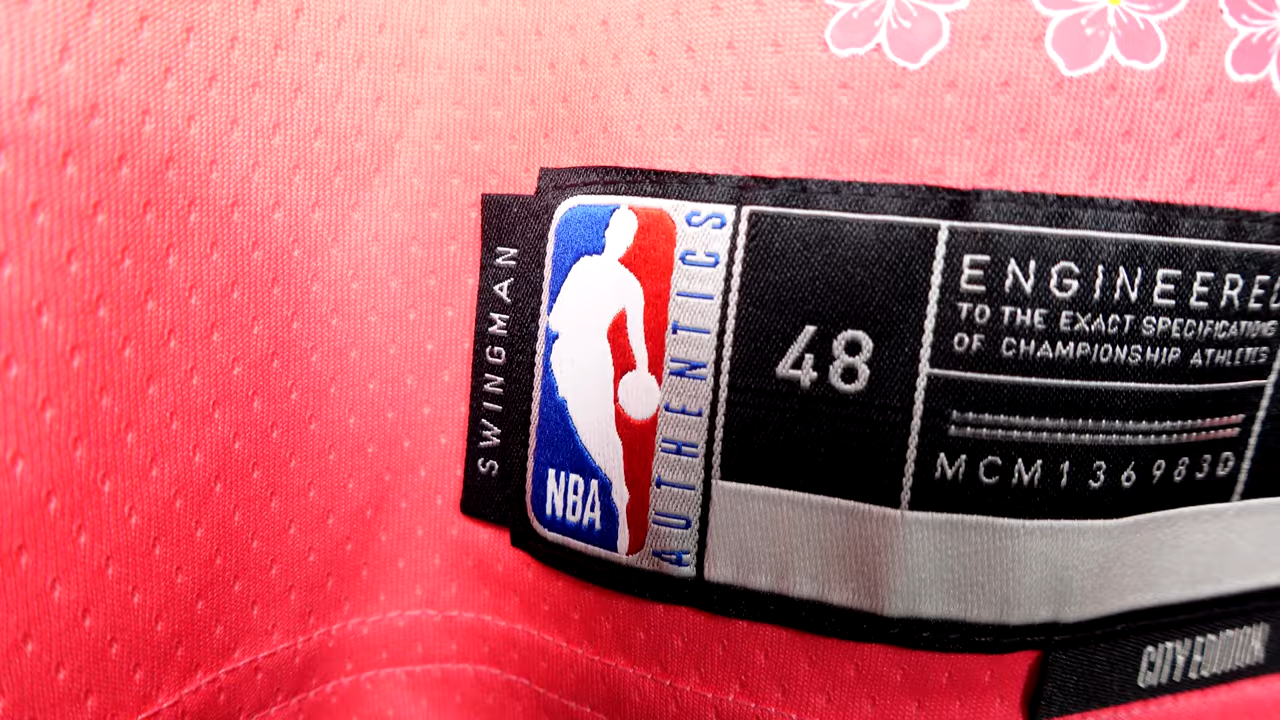 SWINGMAN
NBA
AUTHENTICS
48
ENGINEERED
TO THE EXACT SPECIFICATIONS
OF CHAMPIONSHIP ATHLETES
MCM136983D
CITY EDITION